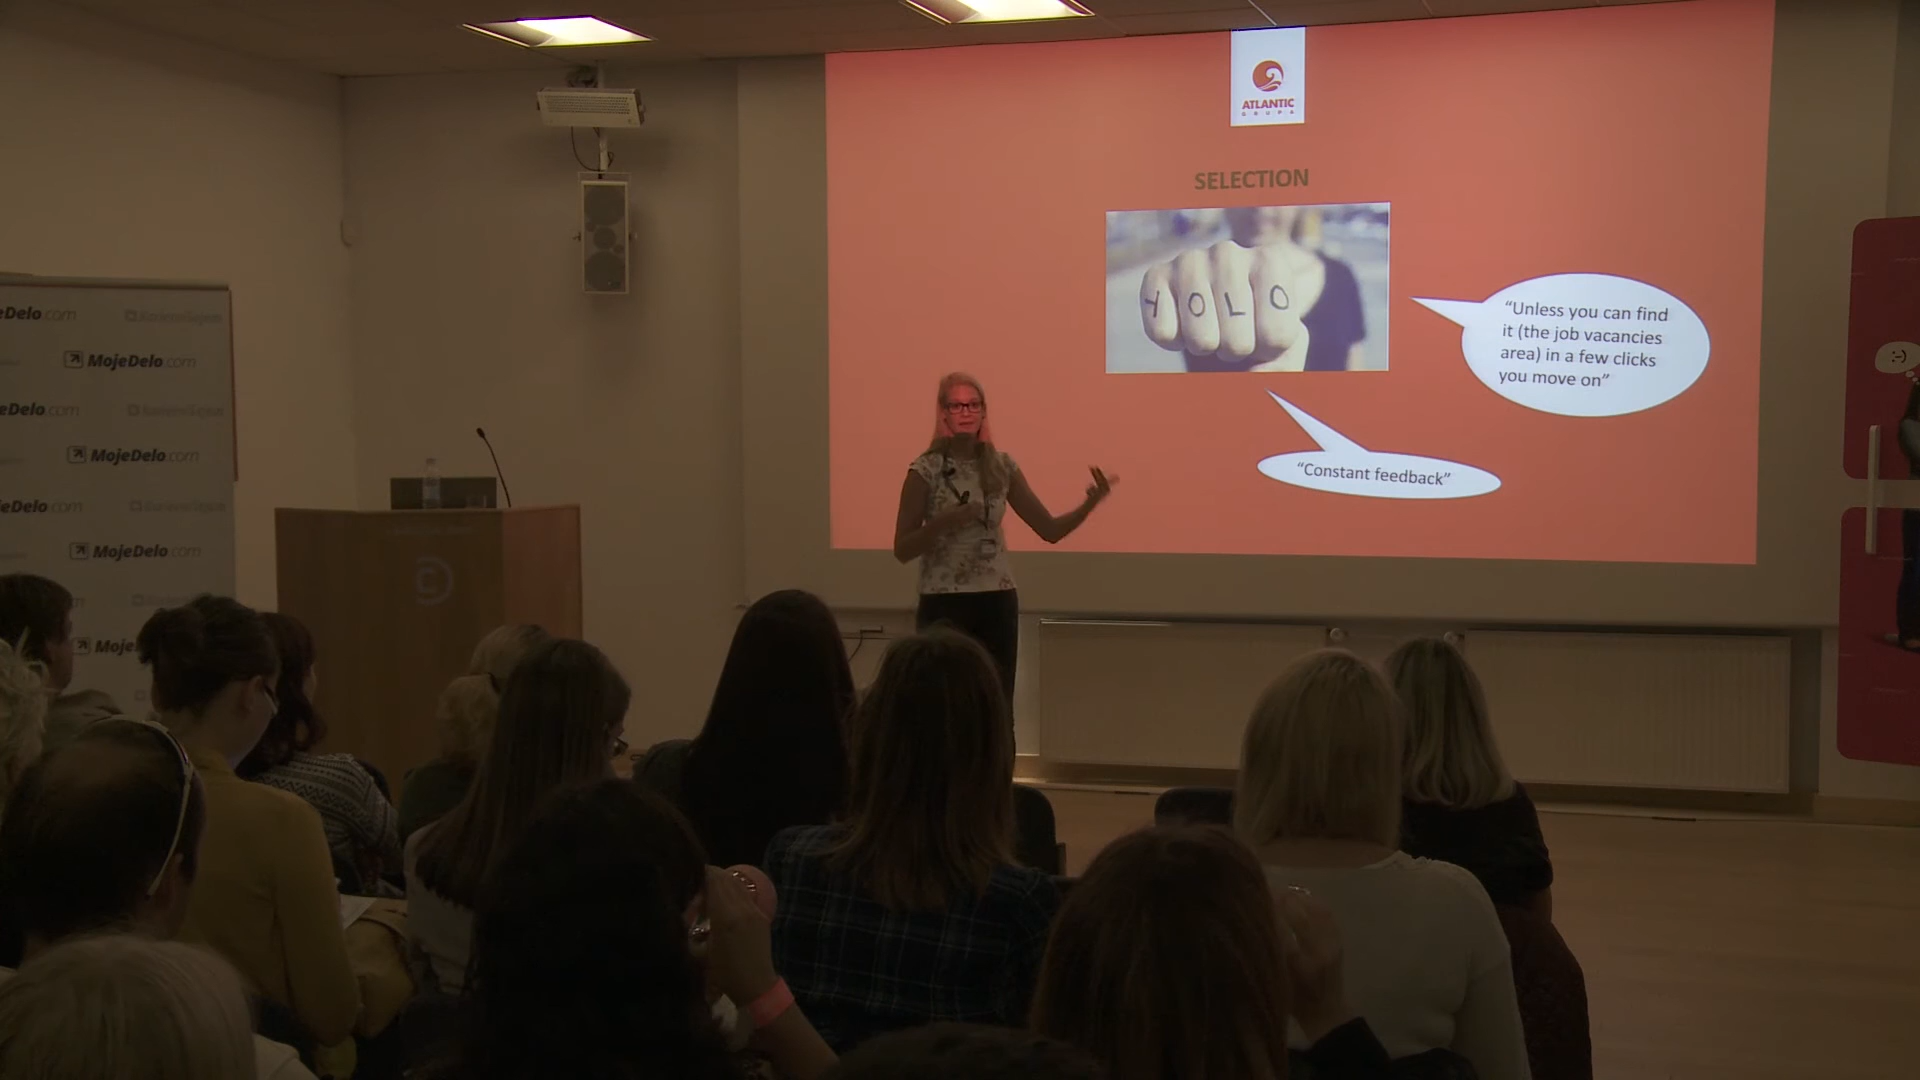 ATLANTIC
GRUPA
SELECTION
YOLO
“Unless you can find
it (the job vacancies
area) in a few clicks
you move on”
“Constant feedback”
eDelo.com
MojeDelo.com
eDelo.com
MojeDelo.com
eDelo.com
MojeDelo.com
Moje
:-)